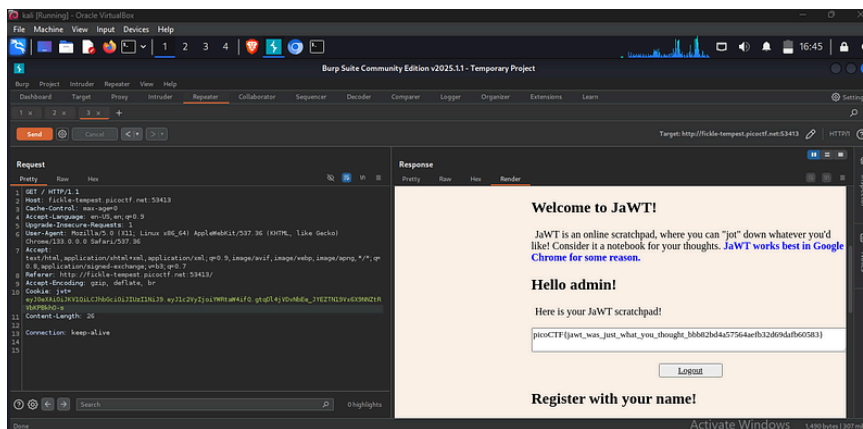 kali [Running] - Oracle VirtualBox
File Machine View Input Devices Help
1 2 3 4
16:45
Burp Suite Community Edition v2025.1.1 - Temporary Project
Burp Project Intruder Repeater View Help
Dashboard Target Proxy Intruder Repeater Collaborator Sequencer Decoder Comparer Logger Organizer Extensions Learn
Settings
1 × 2 × 3 × +
Send Cancel < >
Target: http://fickle-tempest.picoctf.net:53413
HTTP/1
Request
Pretty Raw Hex
1 GET / HTTP/1.1
2 Host: fickle-tempest.picoctf.net:53413
3 Cache-Control: max-age=0
4 Accept-Language: en-US,en;q=0.9
5 Upgrade-Insecure-Requests: 1
6 User-Agent: Mozilla/5.0 (X11; Linux x86_64) AppleWebKit/537.36 (KHTML, like Gecko)
Chrome/133.0.0.0 Safari/537.36
7 Accept:
text/html,application/xhtml+xml,application/xml;q=0.9,image/avif,image/webp,image/apng,*/*;q=
0.8,application/signed-exchange;v=b3;q=0.7
8 Referer: http://fickle-tempest.picoctf.net:53413/
9 Accept-Encoding: gzip, deflate, br
10 Cookie: jwt=
11 Content-Length: 26
12
13 Connection: keep-alive
14
15
Search
0 highlights
Done
Response
Pretty Raw Hex Render
Welcome to JaWT!
JaWT is an online scratchpad, where you can "jot" down whatever you'd
like! Consider it a notebook for your thoughts. JaWT works best in Google
Chrome for some reason.
Hello admin!
Here is your JaWT scratchpad!
picoCTF{jawt_was_just_what_you_thought_bbb82bd4a57564aefb32d69dafb60583}
Logout
Register with your name!
Activate Windows
1,490 bytes | 307 m